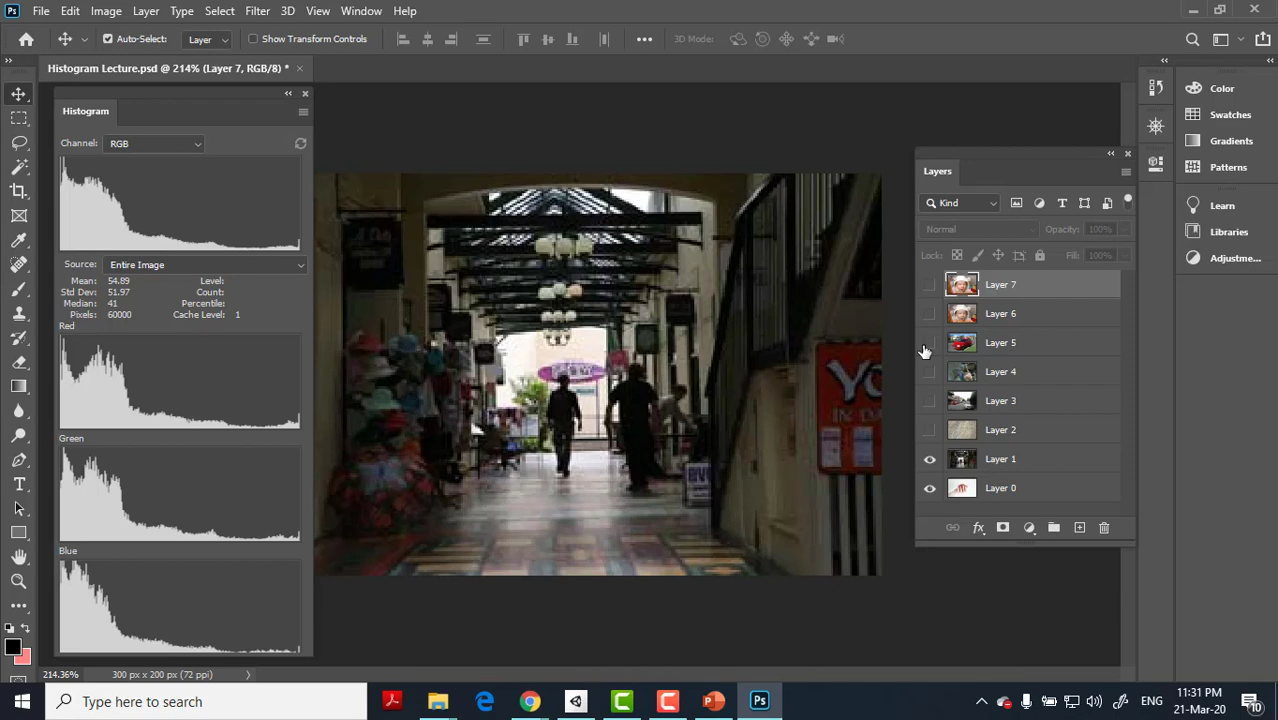 Ps File Edit Image Layer Type Select Filter 3D View Window Help
Auto-Select: Layer Show Transform Controls 3D Mode:
Histogram Lecture.psd @ 214% (Layer 7, RGB/8) * ×
Histogram
Channel: RGB
Source: Entire Image
Mean: 54.89 Level:
Std Dev: 51.97 Count:
Median: 41 Percentile:
Pixels: 60000 Cache Level: 1
Red
Green
Blue
YO
Layers
Kind
Normal Opacity: 100%
Lock: Fill: 100%
Layer 7
Layer 6
Layer 5
Layer 4
Layer 3
Layer 2
Layer 1
Layer 0
fx
Color
Swatches
Gradients
Patterns
Learn
Libraries
Adjustme...
214.36% 300 px x 200 px (72 ppi)
Type here to search
Ps
ENG
11:31 PM
21-Mar-20
10